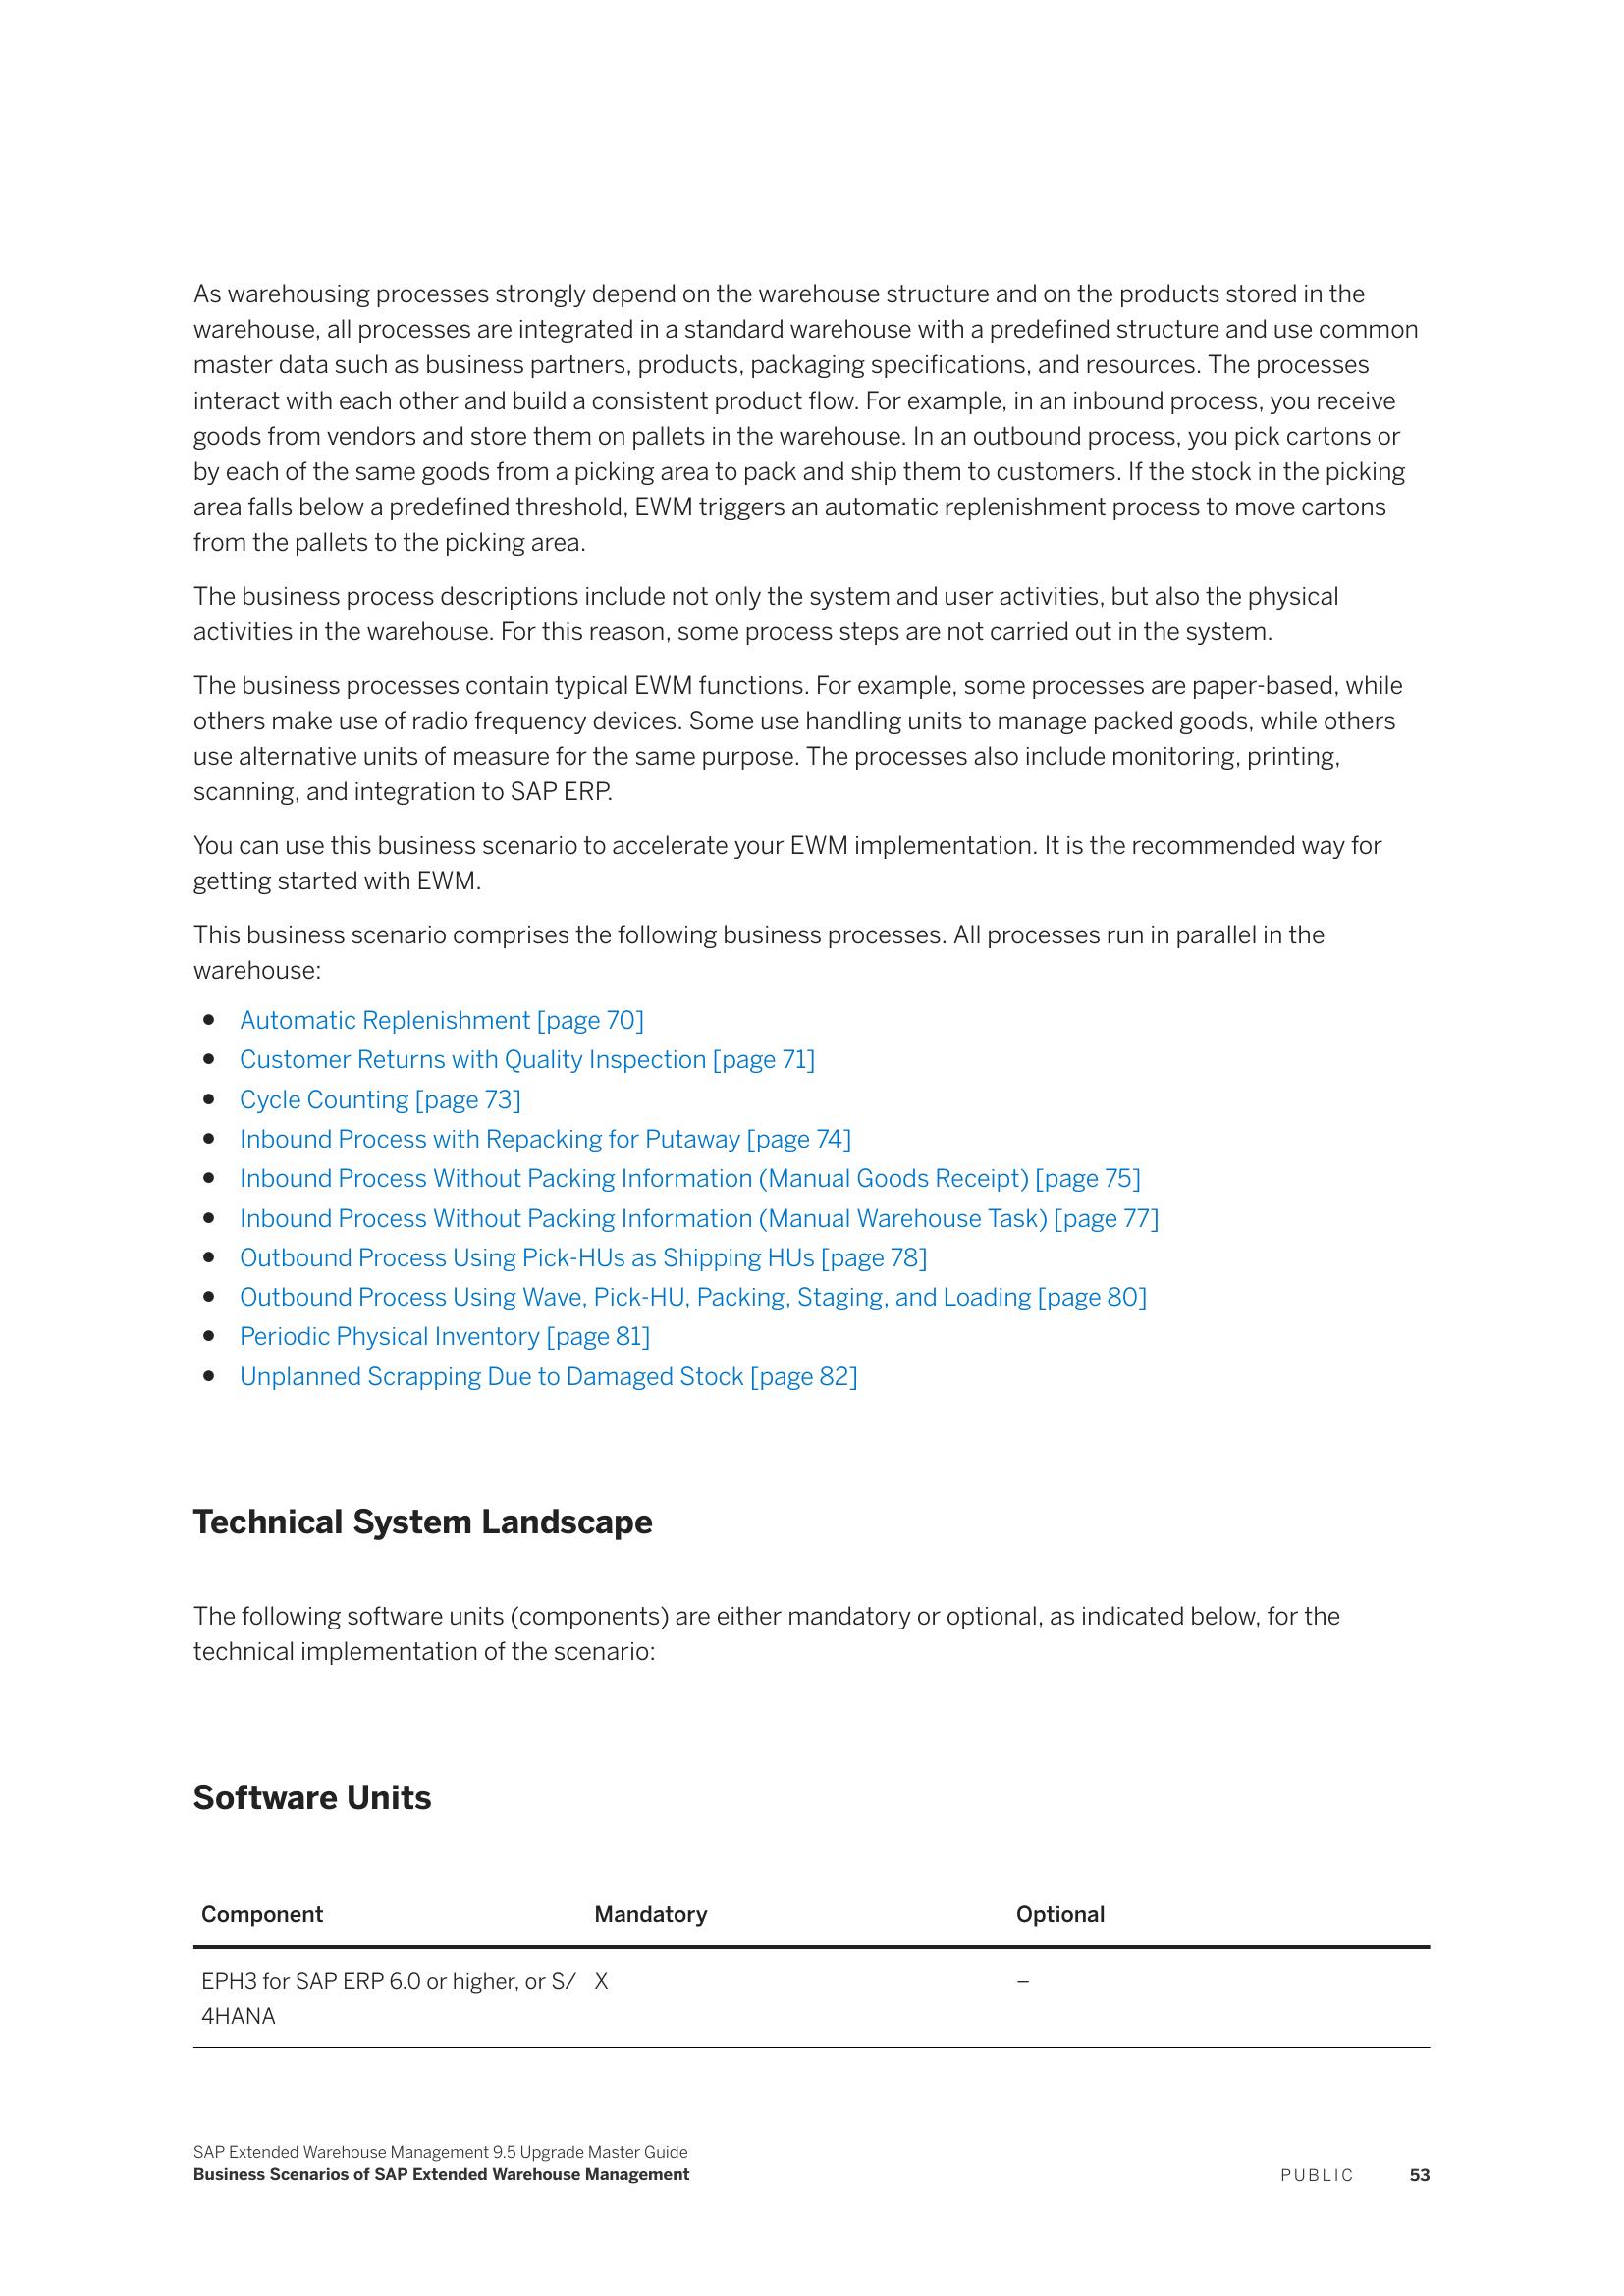 As warehousing processes strongly depend on the warehouse structure and on the products stored in the
warehouse, all processes are integrated in a standard warehouse with a predefined structure and use common
master data such as business partners, products, packaging specifications, and resources. The processes
interact with each other and build a consistent product flow. For example, in an inbound process, you receive
goods from vendors and store them on pallets in the warehouse. In an outbound process, you pick cartons or
by each of the same goods from a picking area to pack and ship them to customers. If the stock in the picking
area falls below a predefined threshold, EWM triggers an automatic replenishment process to move cartons
from the pallets to the picking area.
The business process descriptions include not only the system and user activities, but also the physical
activities in the warehouse. For this reason, some process steps are not carried out in the system.
The business processes contain typical EWM functions. For example, some processes are paper-based, while
others make use of radio frequency devices. Some use handling units to manage packed goods, while others
use alternative units of measure for the same purpose. The processes also include monitoring, printing,
scanning, and integration to SAP ERP.
You can use this business scenario to accelerate your EWM implementation. It is the recommended way for
getting started with EWM.
This business scenario comprises the following business processes. All processes run in parallel in the
warehouse:
● Automatic Replenishment [page 70]
● Customer Returns with Quality Inspection [page 71]
● Cycle Counting [page 73]
● Inbound Process with Repacking for Putaway [page 74]
● Inbound Process Without Packing Information (Manual Goods Receipt) [page 75]
● Inbound Process Without Packing Information (Manual Warehouse Task) [page 77]
● Outbound Process Using Pick-HUs as Shipping HUs [page 78]
● Outbound Process Using Wave, Pick-HU, Packing, Staging, and Loading [page 80]
● Periodic Physical Inventory [page 81]
● Unplanned Scrapping Due to Damaged Stock [page 82]
Technical System Landscape
The following software units (components) are either mandatory or optional, as indicated below, for the
technical implementation of the scenario:
Software Units
Component Mandatory Optional
EPH3 for SAP ERP 6.0 or higher, or S/ X –
4HANA
SAP Extended Warehouse Management 9.5 Upgrade Master Guide
Business Scenarios of SAP Extended Warehouse Management PUBLIC 53